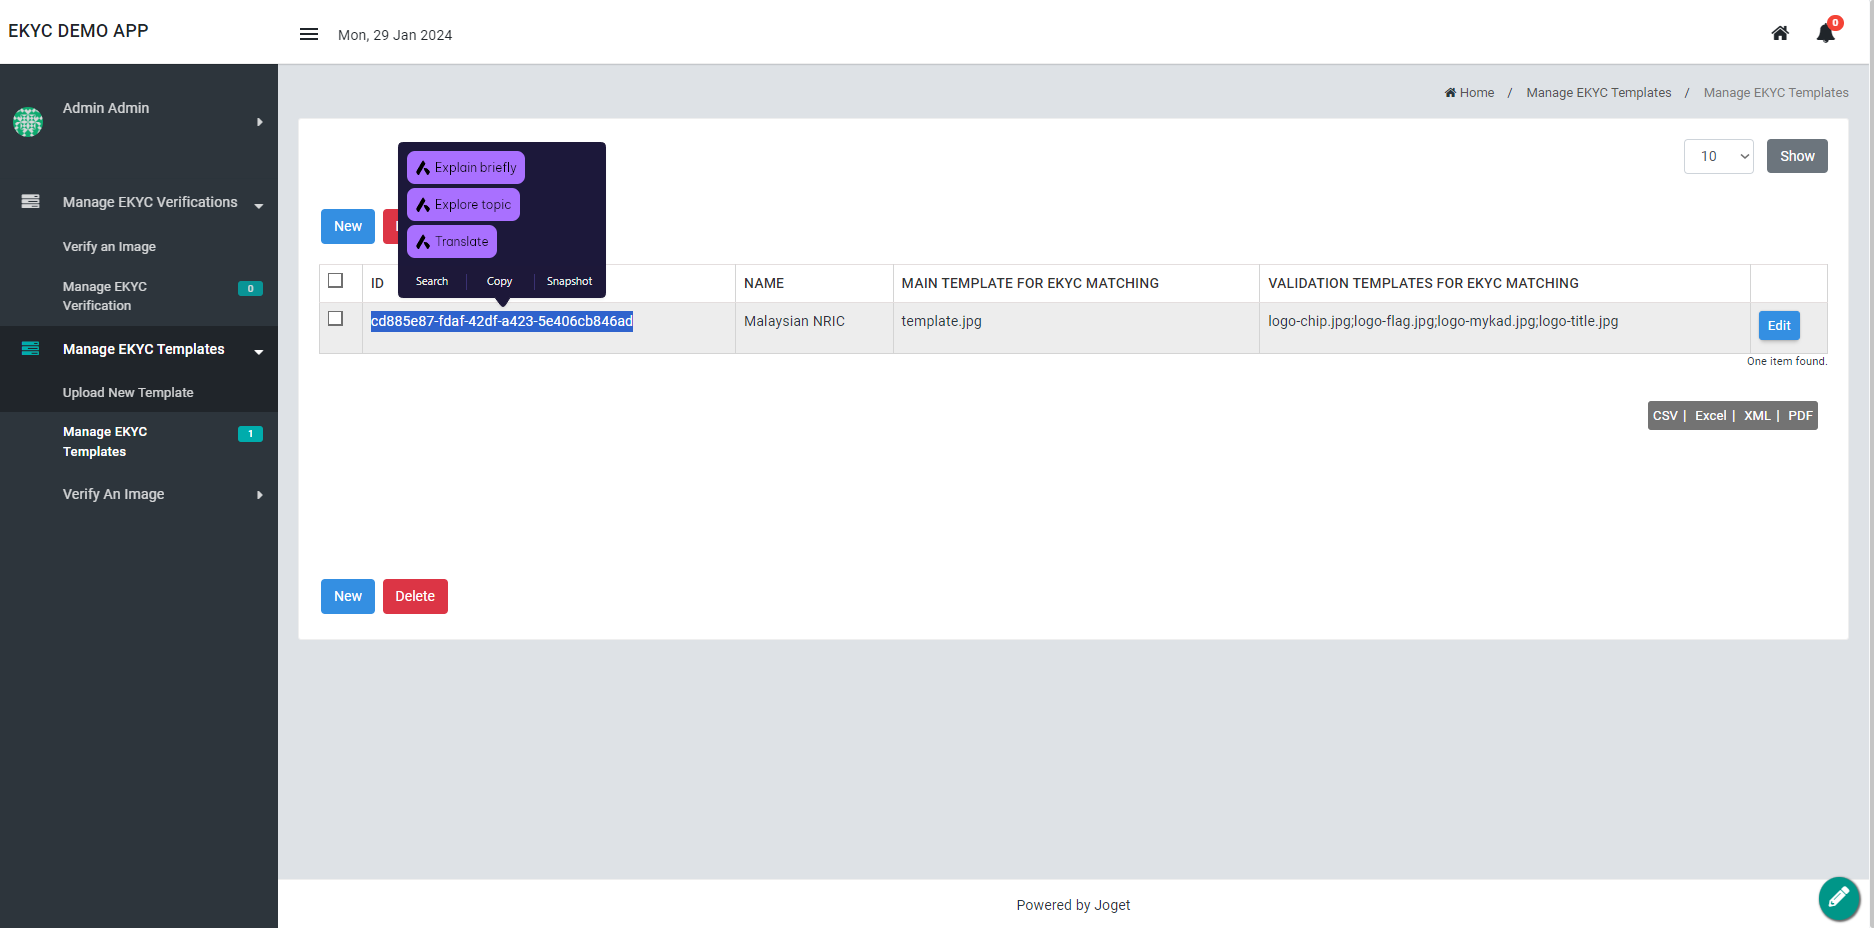 EKYC DEMO APP
Mon, 29 Jan 2024
0
Admin Admin
Home / Manage EKYC Templates / Manage EKYC Templates
10
Show
Explain briefly
Explore topic
Translate
Search
Copy
Snapshot
Manage EKYC Verifications
Verify an Image
Manage EKYC
Verification
0
Manage EKYC Templates
Upload New Template
Manage EKYC
Templates
1
Verify An Image
New
ID
NAME
MAIN TEMPLATE FOR EKYC MATCHING
VALIDATION TEMPLATES FOR EKYC MATCHING
cd885e87-fdaf-42df-a423-5e406cb846ad
Malaysian NRIC
template.jpg
logo-chip.jpg;logo-flag.jpg;logo-mykad.jpg;logo-title.jpg
Edit
One item found.
CSV | Excel | XML | PDF
New
Delete
Powered by Joget